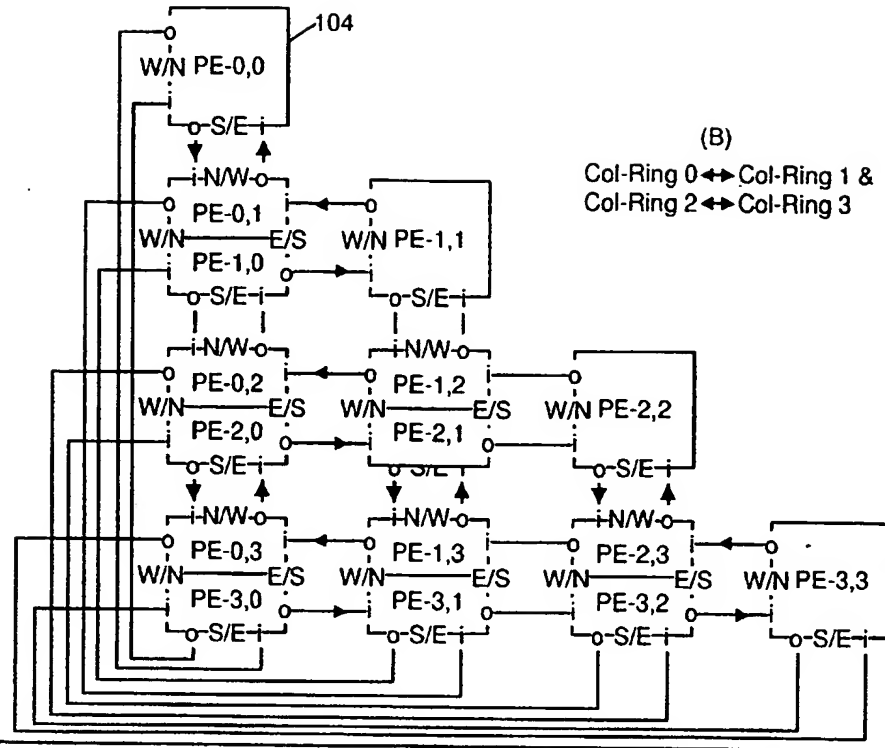 104
W/N PE-0,0
o-S/E-i
(B)
Col-Ring 0↔Col-Ring 1 &
Col-Ring 2↔Col-Ring 3
i-N/W-o
PE-0,1
W/N E/S
PE-1,0
o-S/E-i
W/N PE-1,1
o-S/E-i
i-N/W-o
PE-0,2
W/N E/S
PE-2,0
o-S/E-i
i-N/W-o
PE-1,2
W/N E/S
PE-2,1
o-S/E-i
W/N PE-2,2
o-S/E-i
i-N/W-o
PE-0,3
W/N E/S
PE-3,0
o-S/E-i
i-N/W-o
PE-1,3
W/N E/S
PE-3,1
o-S/E-i
i-N/W-o
PE-2,3
W/N E/S
PE-3,2
o-S/E-i
W/N PE-3,3
o-S/E-i